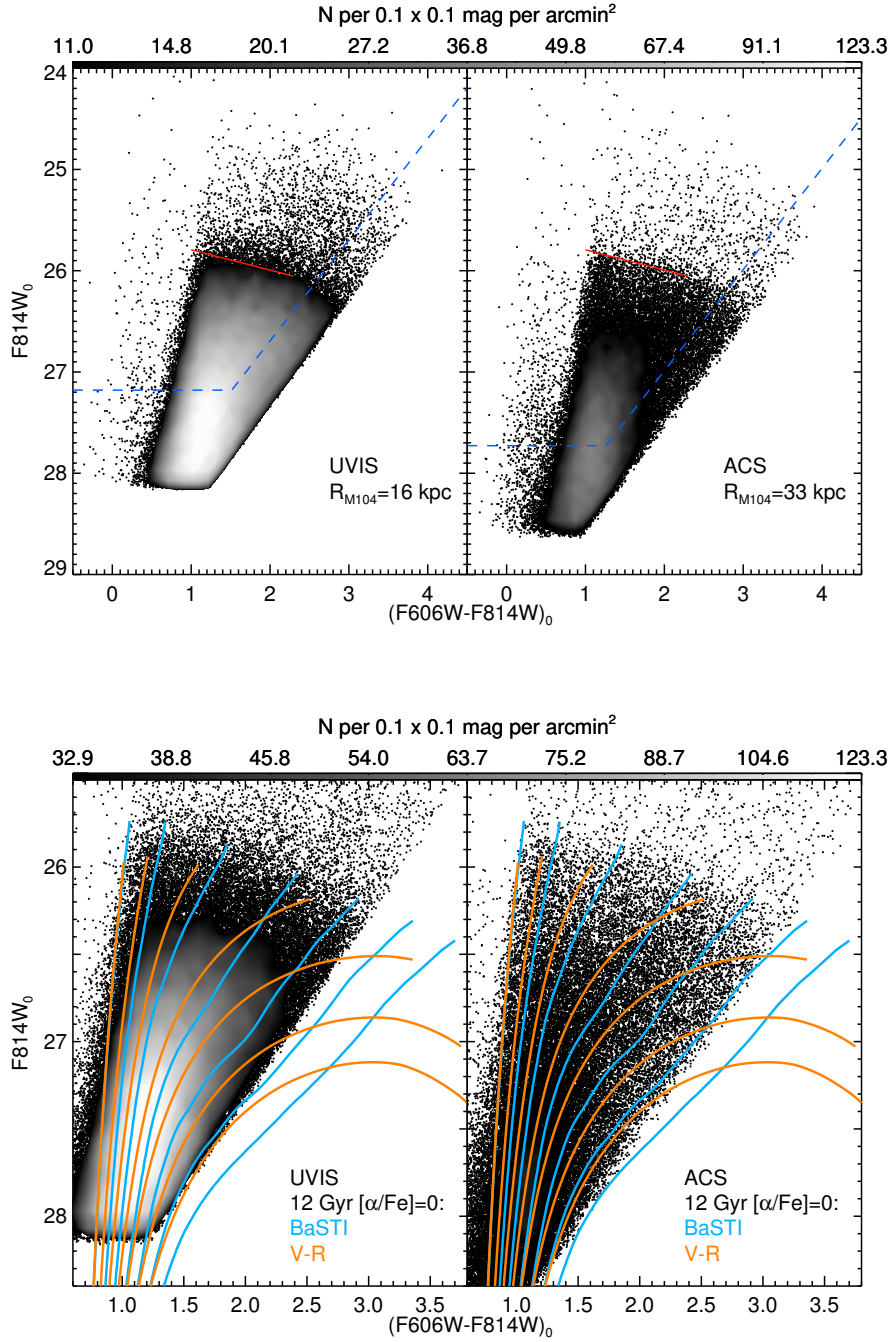 N per 0.1 x 0.1 mag per arcmin²
11.0 14.8 20.1 27.2 36.8 49.8 67.4 91.1 123.3
24
25
26
27
28
29
F814W₀
UVIS
R_M104=16 kpc
ACS
R_M104=33 kpc
0 1 2 3 4 0 1 2 3 4
(F606W-F814W)₀
N per 0.1 x 0.1 mag per arcmin²
32.9 38.8 45.8 54.0 63.7 75.2 88.7 104.6 123.3
26
27
28
F814W₀
UVIS
12 Gyr [α/Fe]=0:
BaSTI
V-R
ACS
12 Gyr [α/Fe]=0:
BaSTI
V-R
1.0 1.5 2.0 2.5 3.0 3.5 1.0 1.5 2.0 2.5 3.0 3.5
(F606W-F814W)₀